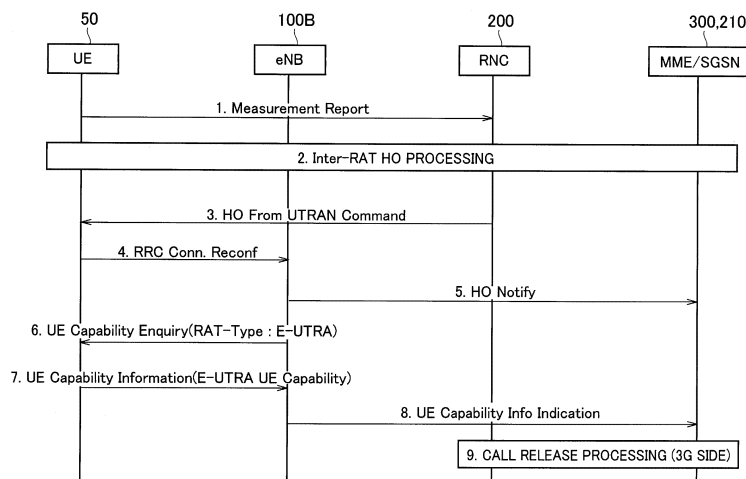 50
100B
200
300,210
UE
eNB
RNC
MME/SGSN
1. Measurement Report
2. Inter-RAT HO PROCESSING
3. HO From UTRAN Command
4. RRC Conn. Reconf
5. HO Notify
6. UE Capability Enquiry(RAT-Type : E-UTRA)
7. UE Capability Information(E-UTRA UE Capability)
8. UE Capability Info Indication
9. CALL RELEASE PROCESSING (3G SIDE)